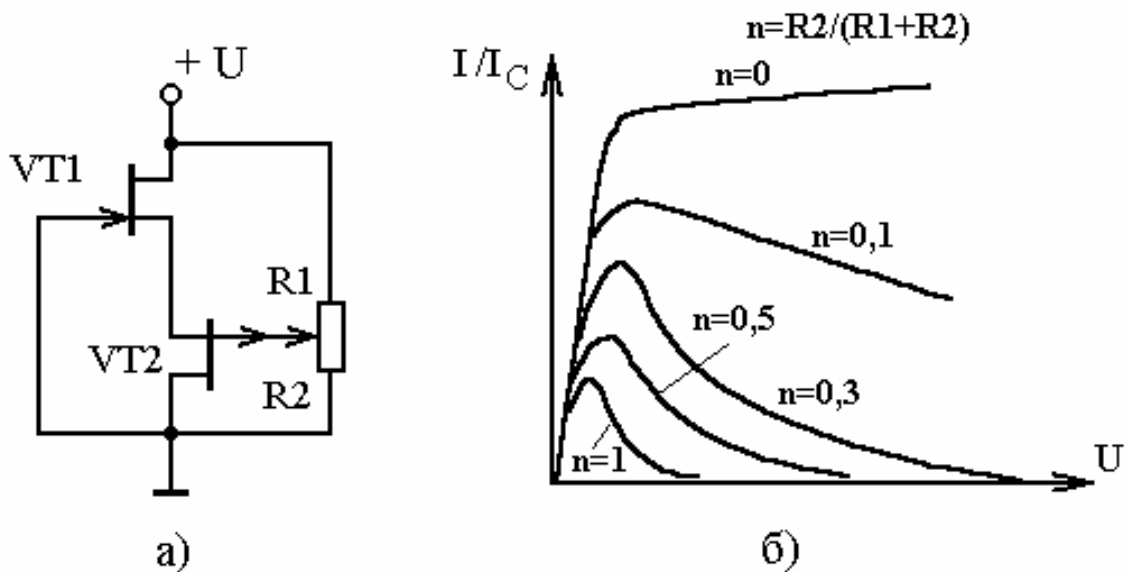 + U
VT1
R1
VT2
R2
а)
n=R2/(R1+R2)
I/I_C
n=0
n=0,1
n=0,5
n=0,3
n=1
U
б)